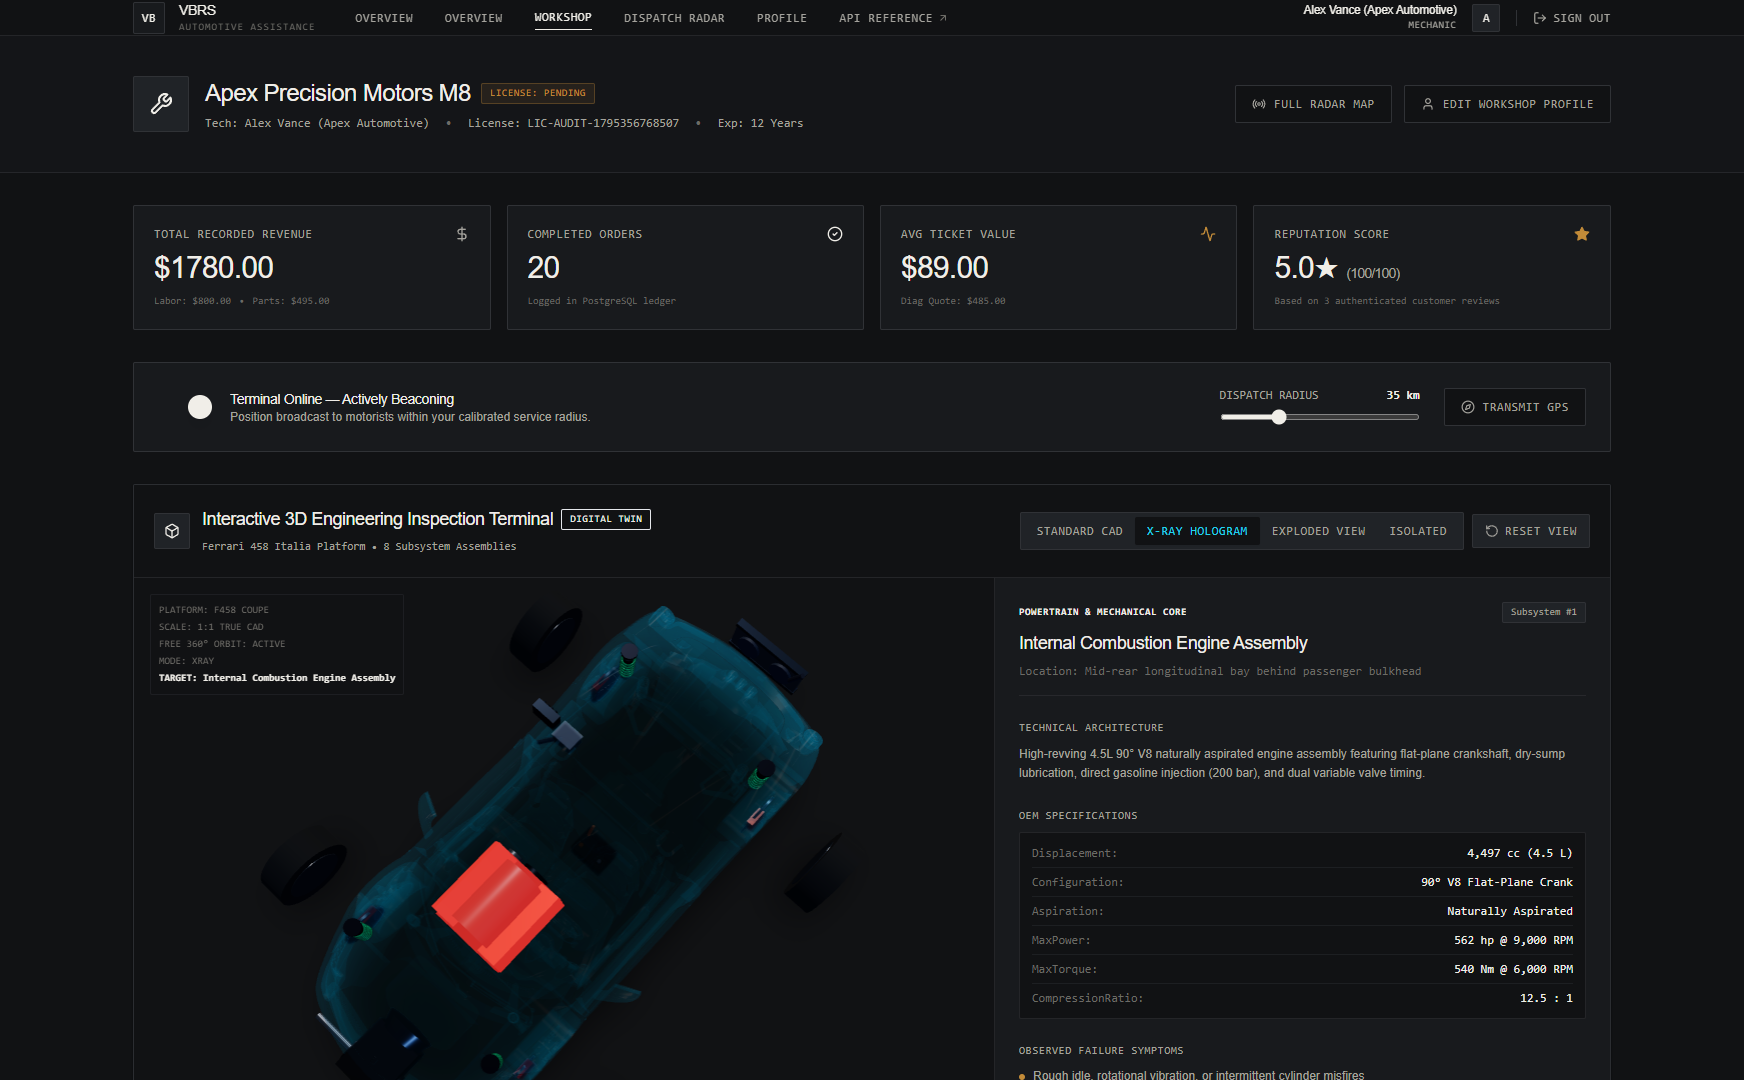 VB
VBRS
AUTOMOTIVE ASSISTANCE
OVERVIEW
OVERVIEW
WORKSHOP
DISPATCH RADAR
PROFILE
API REFERENCE ↗
Alex Vance (Apex Automotive)
MECHANIC
A
SIGN OUT
Apex Precision Motors M8
LICENSE: PENDING
Tech: Alex Vance (Apex Automotive) • License: LIC-AUDIT-1795356768507 • Exp: 12 Years
FULL RADAR MAP
EDIT WORKSHOP PROFILE
TOTAL RECORDED REVENUE
$1780.00
Labor: $800.00 • Parts: $495.00
COMPLETED ORDERS
20
Logged in PostgreSQL ledger
AVG TICKET VALUE
$89.00
Diag Quote: $485.00
REPUTATION SCORE
5.0★ (100/100)
Based on 3 authenticated customer reviews
Terminal Online — Actively Beaconing
Position broadcast to motorists within your calibrated service radius.
DISPATCH RADIUS 35 km
TRANSMIT GPS
Interactive 3D Engineering Inspection Terminal
DIGITAL TWIN
Ferrari 458 Italia Platform • 8 Subsystem Assemblies
STANDARD CAD
X-RAY HOLOGRAM
EXPLODED VIEW
ISOLATED
RESET VIEW
PLATFORM: F458 COUPE
SCALE: 1:1 TRUE CAD
FREE 360° ORBIT: ACTIVE
MODE: XRAY
TARGET: Internal Combustion Engine Assembly
POWERTRAIN & MECHANICAL CORE
Subsystem #1
Internal Combustion Engine Assembly
Location: Mid-rear longitudinal bay behind passenger bulkhead
TECHNICAL ARCHITECTURE
High-revving 4.5L 90° V8 naturally aspirated engine assembly featuring flat-plane crankshaft, dry-sump
lubrication, direct gasoline injection (200 bar), and dual variable valve timing.
OEM SPECIFICATIONS
Displacement: 4,497 cc (4.5 L)
Configuration: 90° V8 Flat-Plane Crank
Aspiration: Naturally Aspirated
MaxPower: 562 hp @ 9,000 RPM
MaxTorque: 540 Nm @ 6,000 RPM
CompressionRatio: 12.5 : 1
OBSERVED FAILURE SYMPTOMS
Rough idle, rotational vibration, or intermittent cylinder misfires